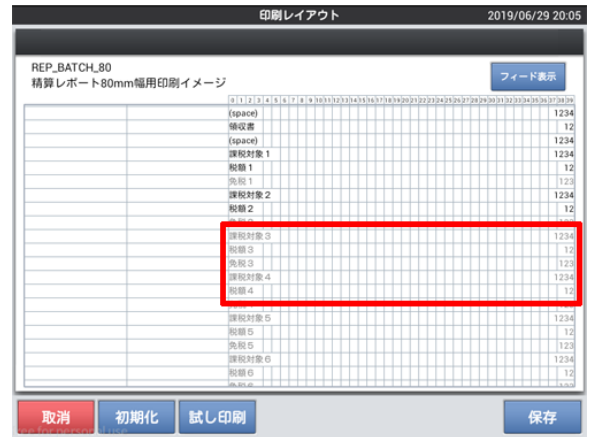 印刷レイアウト 2019/06/29 20:05
REP_BATCH_80
精算レポート80mm幅用印刷イメージ
フィード表示
0 1 2 3 4 5 6 7 8 9 10 11 12 13 14 15 16 17 18 19 20 21 22 23 24 25 26 27 28 29 30 31 32 33 34 35 36 37 38 39
(space) 1234
領収書 12
(space) 1234
課税対象 1 1234
税額 1 12
免税 1 123
課税対象 2 1234
税額 2 12
課税対象 3 1234
税額 3 12
免税 3 123
課税対象 4 1234
税額 4 12
課税対象 5 1234
税額 5 12
免税 5 123
課税対象 6 1234
税額 6 12
免税 6 123
取消 初期化 試し印刷 保存
free for personal use